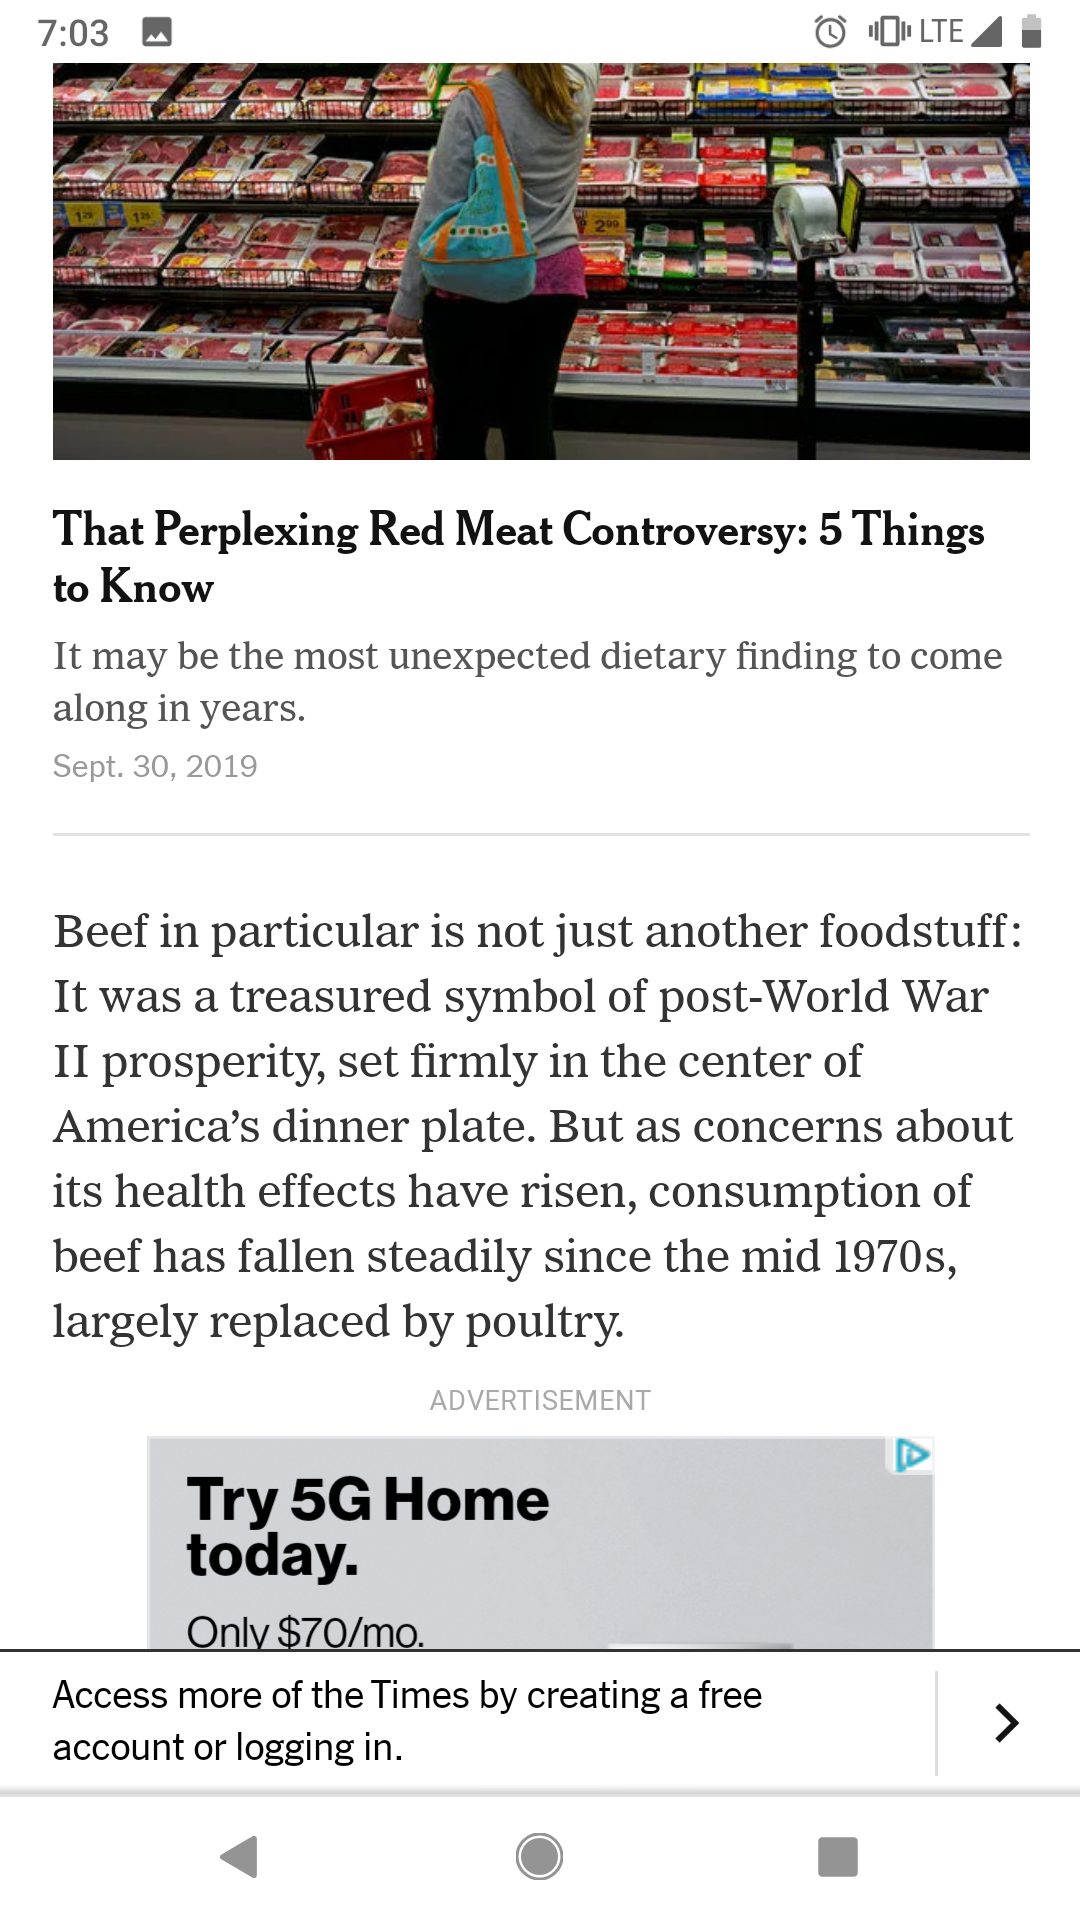 7:03
LTE
299
That Perplexing Red Meat Controversy: 5 Things
to Know
It may be the most unexpected dietary finding to come
along in years.
Sept. 30, 2019
Beef in particular is not just another foodstuff:
It was a treasured symbol of post-World War
II prosperity, set firmly in the center of
America’s dinner plate. But as concerns about
its health effects have risen, consumption of
beef has fallen steadily since the mid 1970s,
largely replaced by poultry.
ADVERTISEMENT
Try 5G Home
today.
Only $70/mo.
Access more of the Times by creating a free
account or logging in.